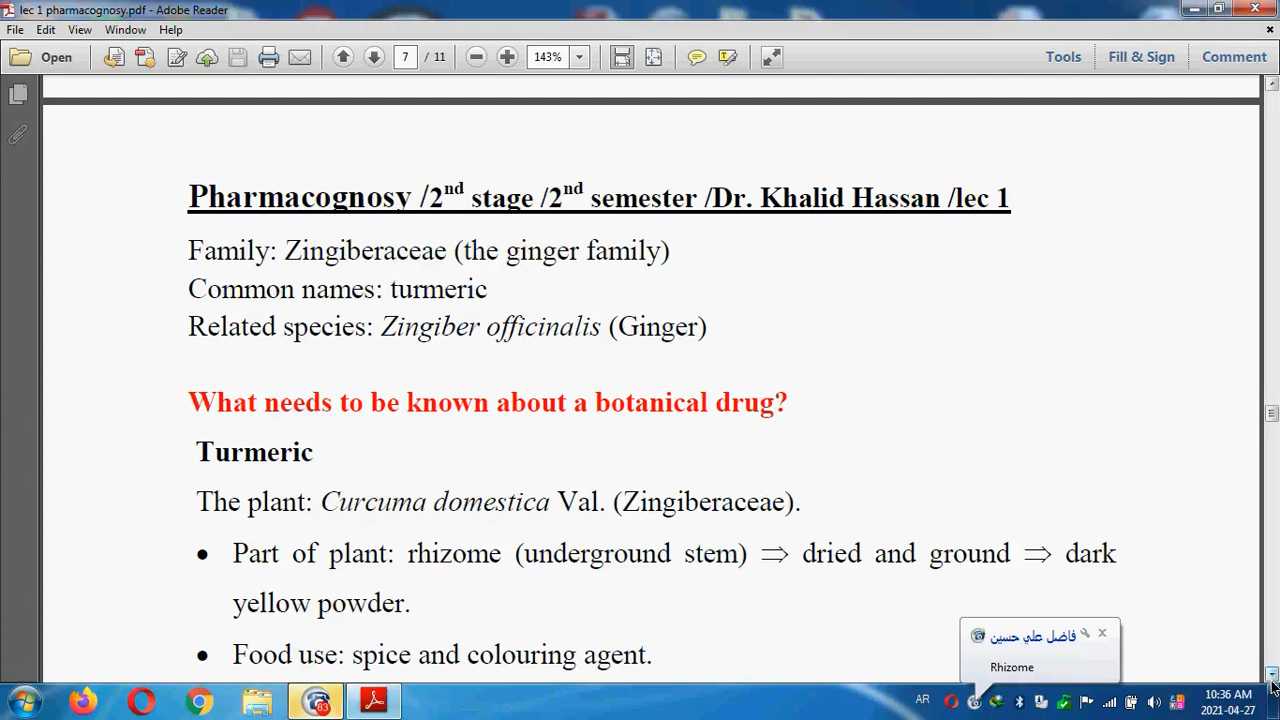 lec 1 pharmacognosy.pdf - Adobe Reader
File Edit View Window Help
Open 7 / 11 143% Tools Fill & Sign Comment
Pharmacognosy /2nd stage /2nd semester /Dr. Khalid Hassan /lec 1
Family: Zingiberaceae (the ginger family)
Common names: turmeric
Related species: Zingiber officinalis (Ginger)
What needs to be known about a botanical drug?
Turmeric
The plant: Curcuma domestica Val. (Zingiberaceae).
• Part of plant: rhizome (underground stem) ⇒ dried and ground ⇒ dark
yellow powder.
• Food use: spice and colouring agent.
فاضل علي حسين
Rhizome
83
AR
10:36 AM
2021-04-27